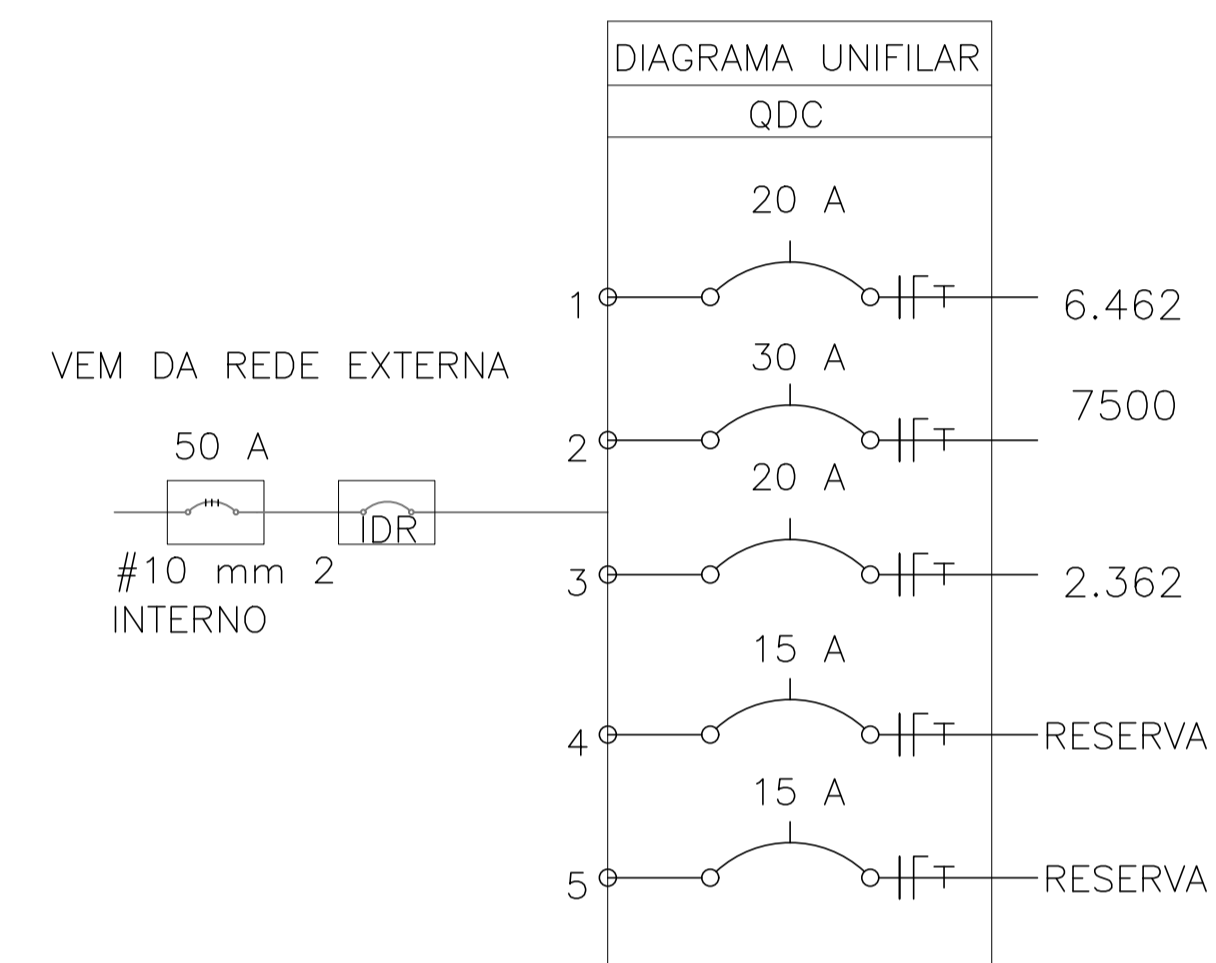 DIAGRAMA UNIFILAR
QDC
20 A
1
6.462
VEM DA REDE EXTERNA
30 A
7500
50 A
2
20 A
IDR
#10 mm 2
3
2.362
INTERNO
15 A
4
RESERVA
15 A
5
RESERVA